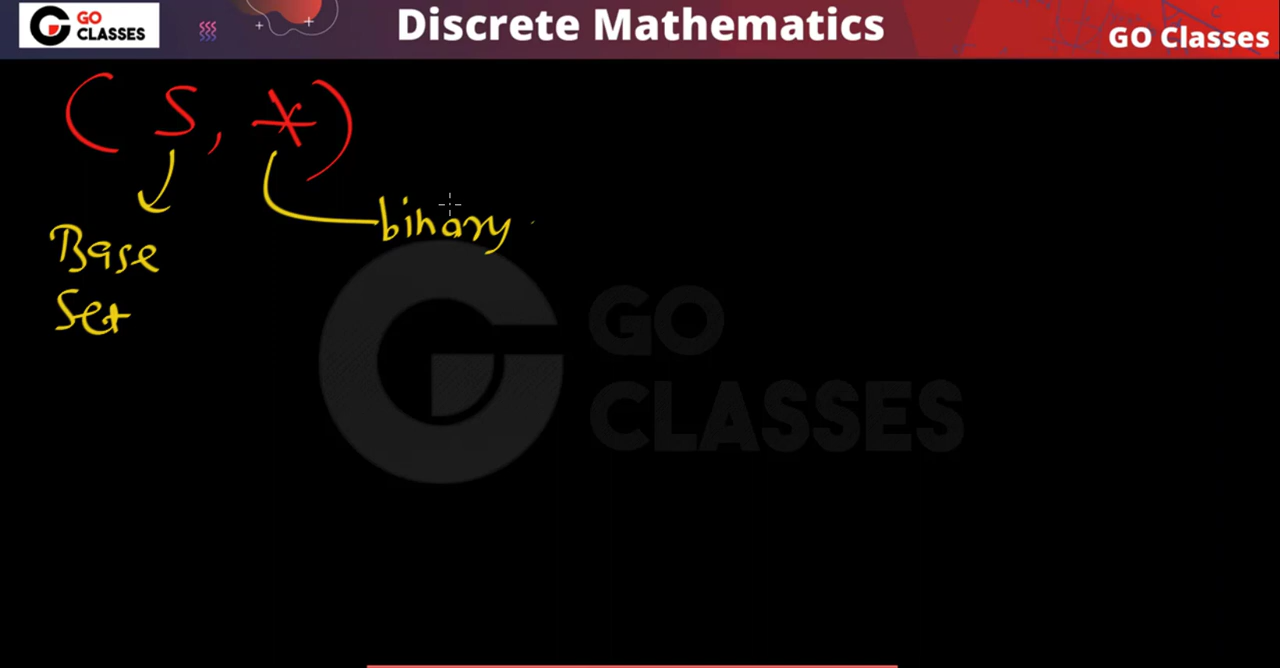 GO
CLASSES
Discrete Mathematics
GO Classes
( S, * )
binary
Base
Set
GO
CLASSES